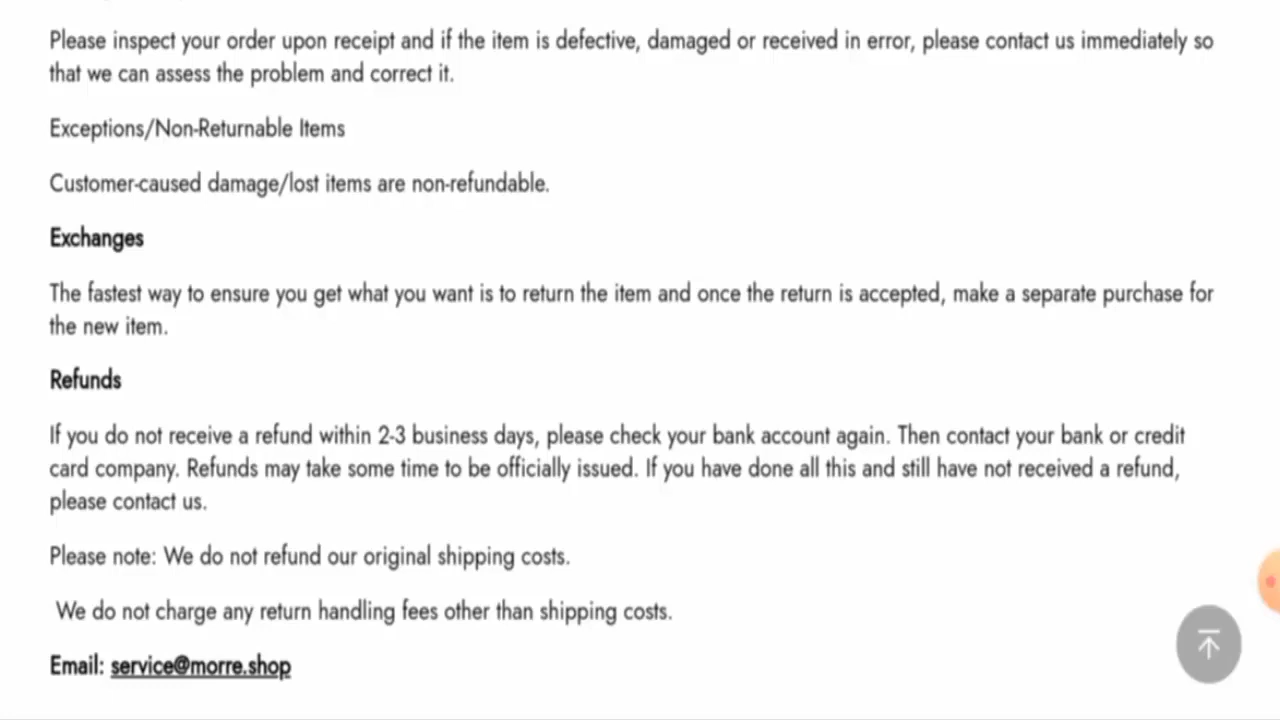 Please inspect your order upon receipt and if the item is defective, damaged or received in error, please contact us immediately so
that we can assess the problem and correct it.
Exceptions/Non-Returnable Items
Customer-caused damage/lost items are non-refundable.
Exchanges
The fastest way to ensure you get what you want is to return the item and once the return is accepted, make a separate purchase for
the new item.
Refunds
If you do not receive a refund within 2-3 business days, please check your bank account again. Then contact your bank or credit
card company. Refunds may take some time to be officially issued. If you have done all this and still have not received a refund,
please contact us.
Please note: We do not refund our original shipping costs.
We do not charge any return handling fees other than shipping costs.
Email: service@morre.shop